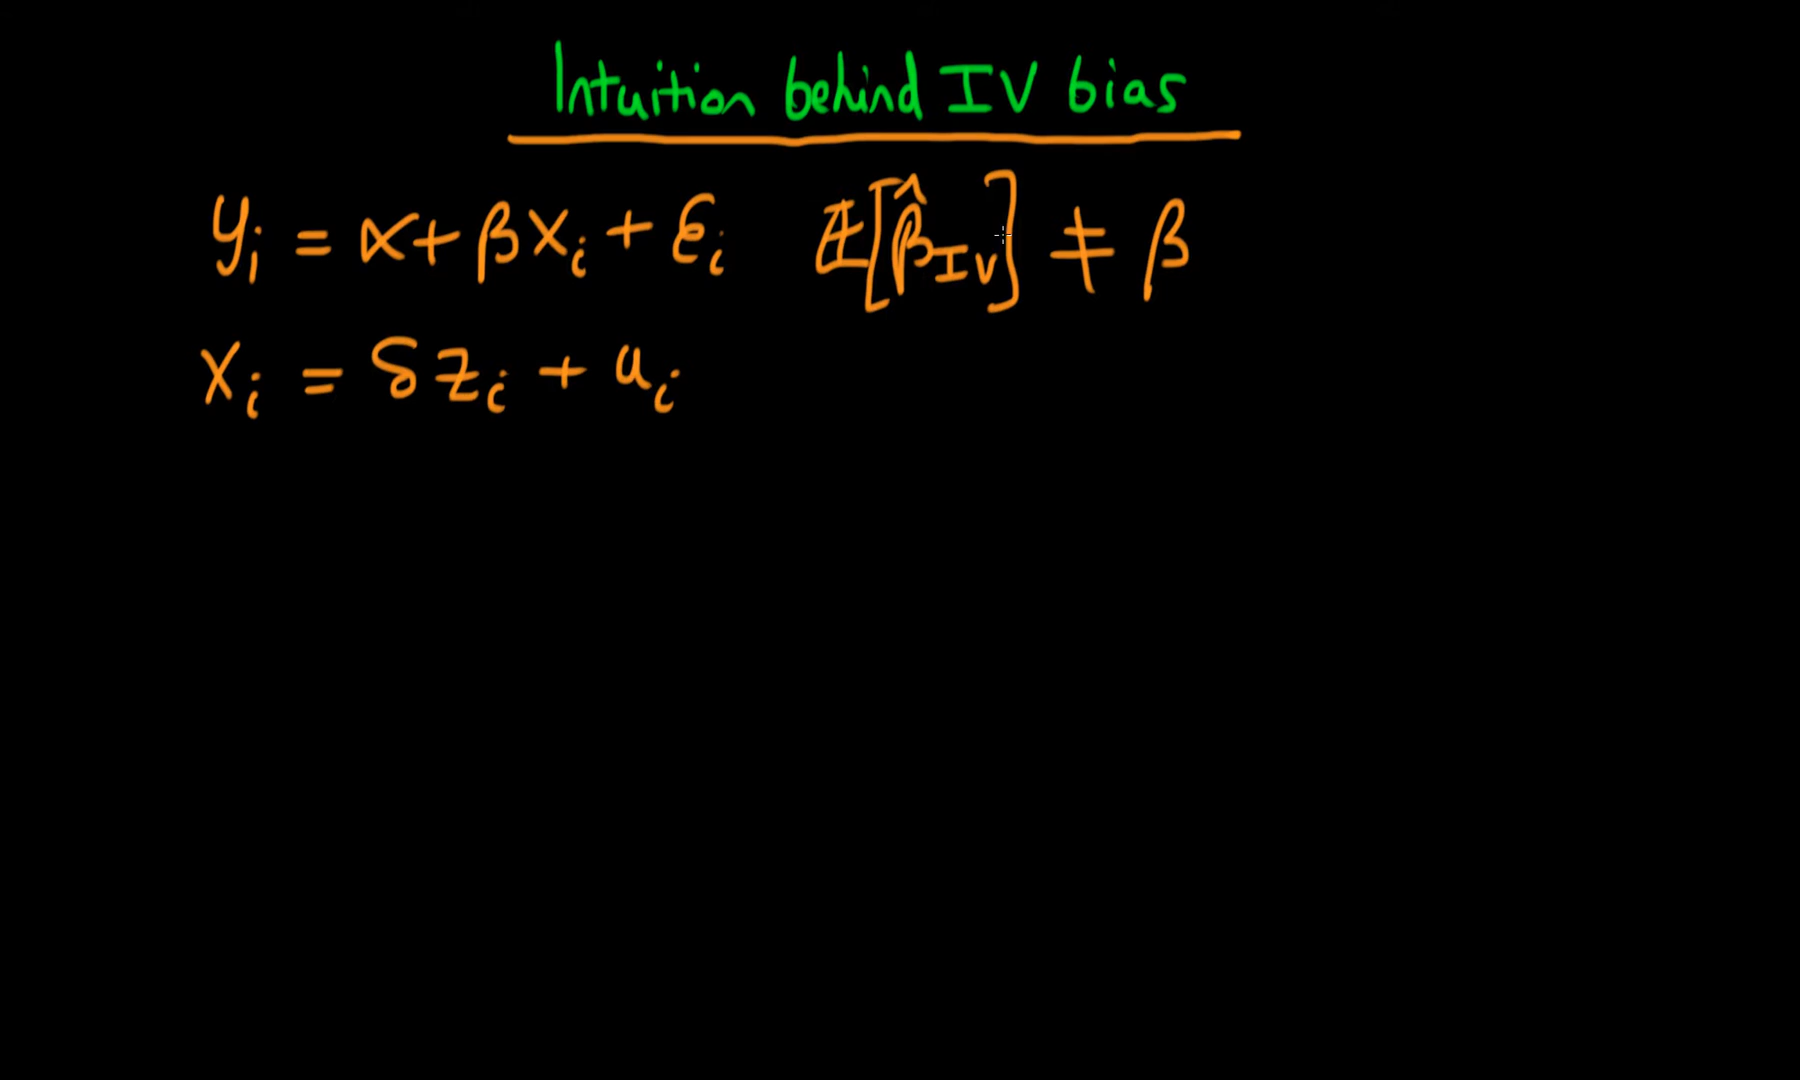 Intuition behind IV bias
yᵢ = α + βxᵢ + εᵢ   𝔼[β̂_IV] ≠ β
xᵢ = δzᵢ + uᵢ